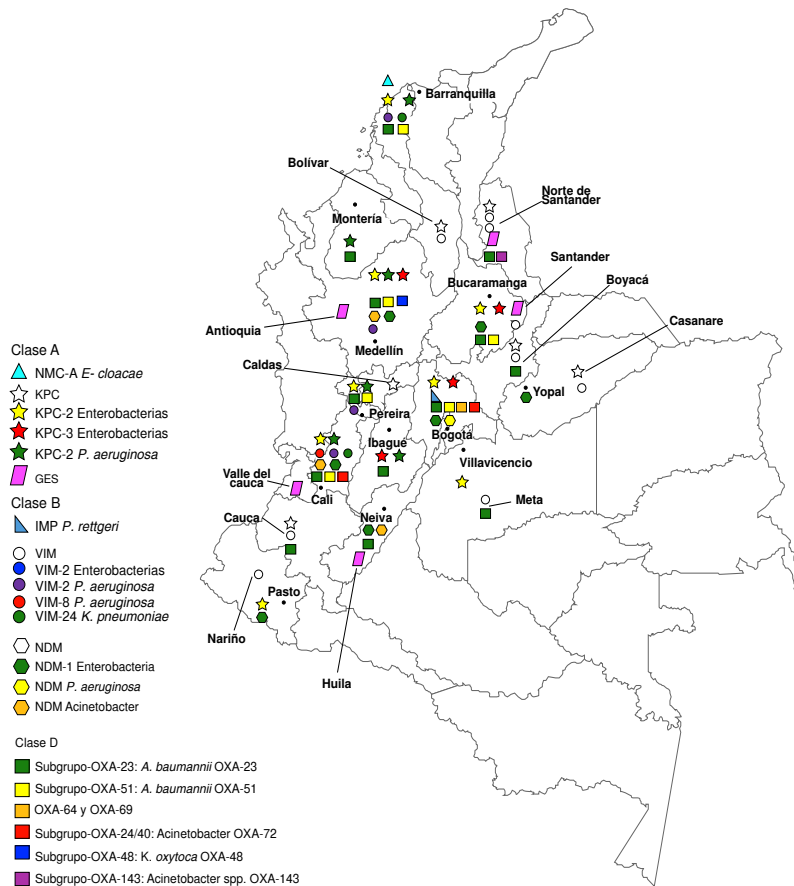 Barranquilla
Bolívar
Norte de
Santander
Montería
Santander
Bucaramanga
Boyacá
Antioquia
Casanare
Medellín
Caldas
Yopal
Pereira
Ibagué
Bogotá
Villavicencio
Valle del
cauca
Cali
Meta
Cauca
Neiva
Pasto
Nariño
Huila
Clase A
NMC-A E- cloacae
KPC
KPC-2 Enterobacterias
KPC-3 Enterobacterias
KPC-2 P. aeruginosa
GES
Clase B
IMP P. rettgeri
VIM
VIM-2 Enterobacterias
VIM-2 P. aeruginosa
VIM-8 P. aeruginosa
VIM-24 K. pneumoniae
NDM
NDM-1 Enterobacteria
NDM P. aeruginosa
NDM Acinetobacter
Clase D
Subgrupo-OXA-23: A. baumannii OXA-23
Subgrupo-OXA-51: A. baumannii OXA-51
OXA-64 y OXA-69
Subgrupo-OXA-24/40: Acinetobacter OXA-72
Subgrupo-OXA-48: K. oxytoca OXA-48
Subgrupo-OXA-143: Acinetobacter spp. OXA-143